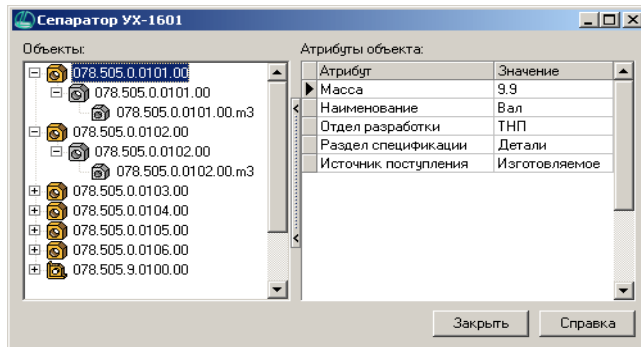 Сепаратор УХ-1601
Объекты:
078.505.0.0101.00
078.505.0.0101.00
078.505.0.0101.00.m3
078.505.0.0102.00
078.505.0.0102.00
078.505.0.0102.00.m3
078.505.0.0103.00
078.505.0.0104.00
078.505.0.0105.00
078.505.0.0106.00
078.505.9.0100.00
Атрибуты объекта:
Атрибут Значение
Масса 9.9
Наименование Вал
Отдел разработки ТНП
Раздел спецификации Детали
Источник поступления Изготовляемое
Закрыть Справка